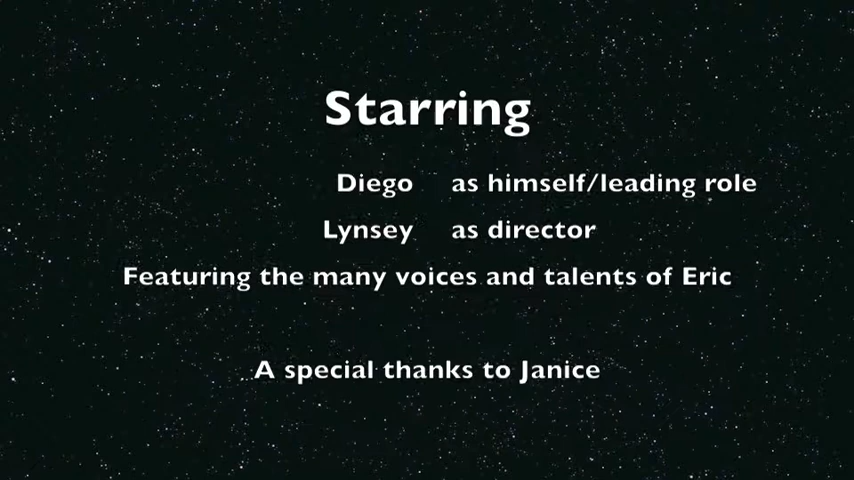 Starring
Diego as himself/leading role
Lynsey as director
Featuring the many voices and talents of Eric
A special thanks to Janice